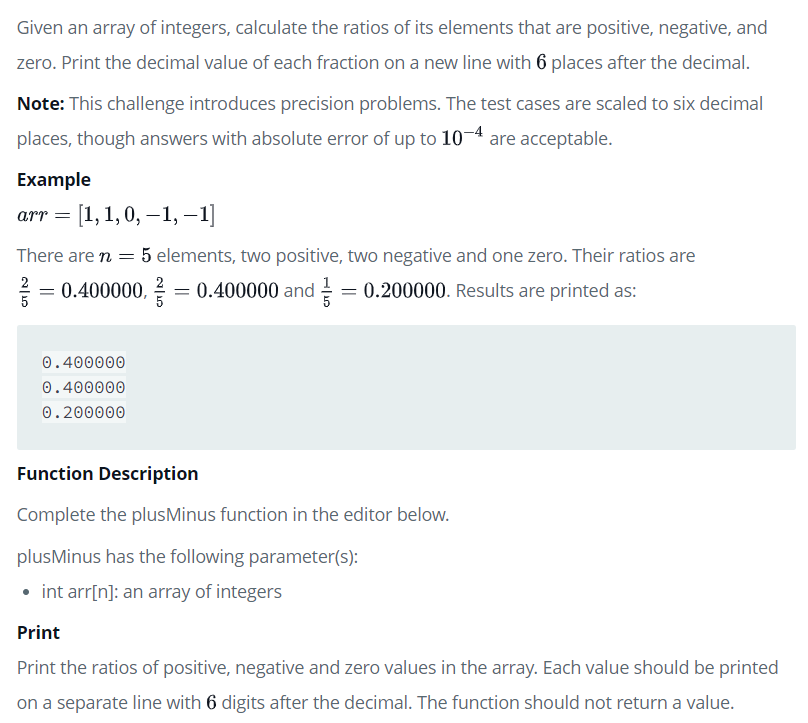 Given an array of integers, calculate the ratios of its elements that are positive, negative, and
zero. Print the decimal value of each fraction on a new line with 6 places after the decimal.
Note: This challenge introduces precision problems. The test cases are scaled to six decimal
places, though answers with absolute error of up to 10⁻⁴ are acceptable.
Example
arr = [1, 1, 0, −1, −1]
There are n = 5 elements, two positive, two negative and one zero. Their ratios are
2/5 = 0.400000, 2/5 = 0.400000 and 1/5 = 0.200000. Results are printed as:
0.400000
0.400000
0.200000
Function Description
Complete the plusMinus function in the editor below.
plusMinus has the following parameter(s):
• int arr[n]: an array of integers
Print
Print the ratios of positive, negative and zero values in the array. Each value should be printed
on a separate line with 6 digits after the decimal. The function should not return a value.